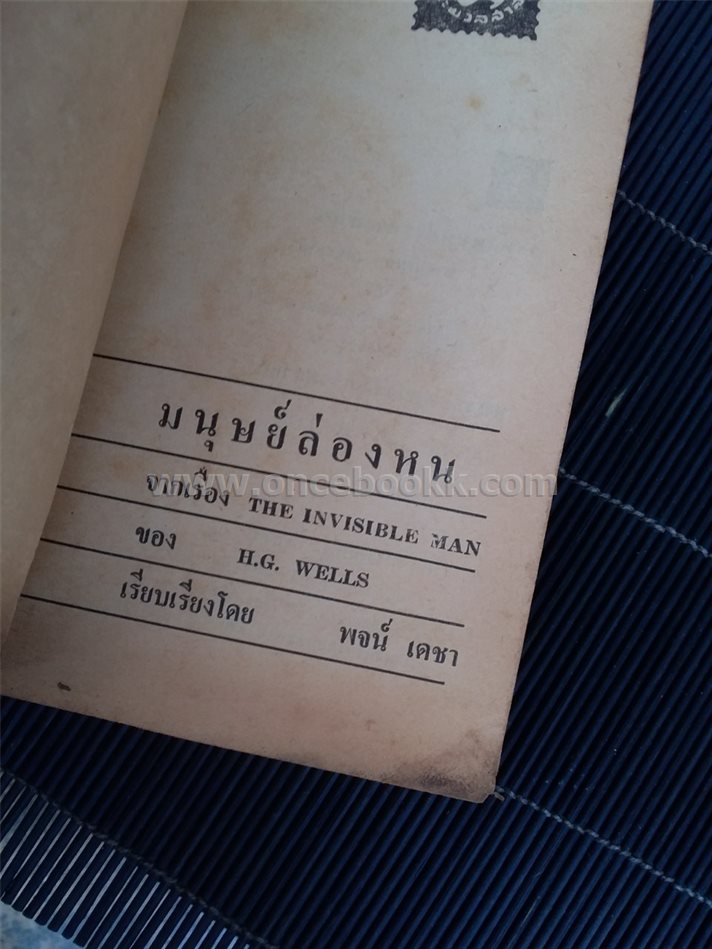 มนุษย์ล่องหน
www.oncebookk.com
จากเรื่อง THE INVISIBLE MAN
ของ H.G. WELLS
เรียบเรียงโดย พจน์ เดชา